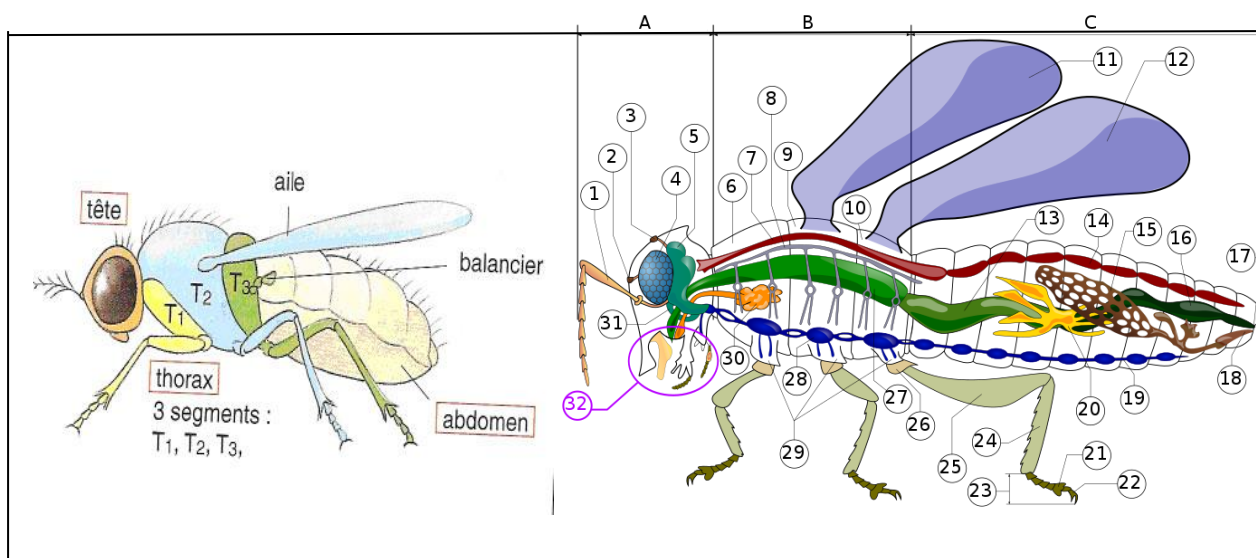 A B C
tête
aile
balancier
T1
T2
T3
thorax
3 segments :
T1, T2, T3,
abdomen
1
2
3
4
5
6
7
8
9
10
11
12
13
14
15
16
17
18
19
20
21
22
23
24
25
26
27
28
29
30
31
32